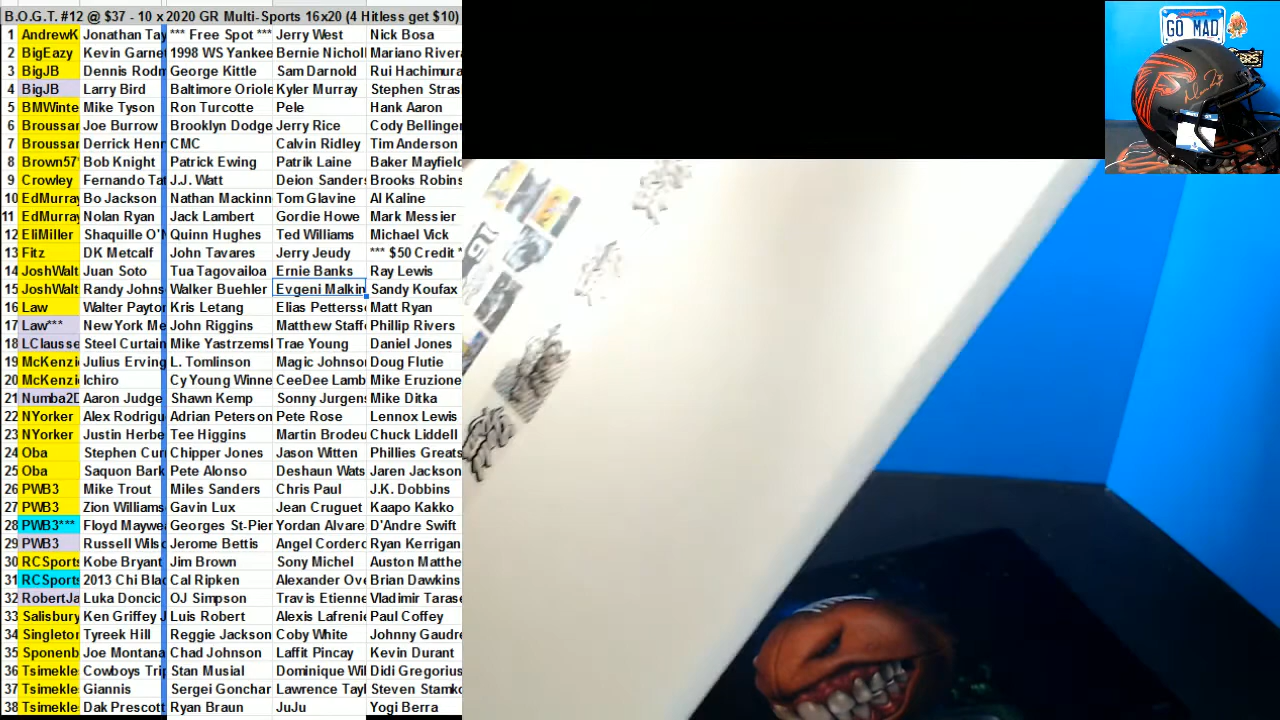 B.O.G.T. #12 @ $37 - 10 x 2020 GR Multi-Sports 16x20 (4 Hitless get $10)
1 AndrewK Jonathan Tay *** Free Spot *** Jerry West Nick Bosa
2 BigEazy Kevin Garnet 1998 WS Yankee Bernie Nicholl Mariano Rivera
3 BigJB Dennis Rodm George Kittle Sam Darnold Rui Hachimura
4 BigJB Larry Bird Baltimore Oriole Kyler Murray Stephen Stras
5 BMWinte Mike Tyson Ron Turcotte Pele Hank Aaron
6 Broussar Joe Burrow Brooklyn Dodge Jerry Rice Cody Bellinger
7 Broussar Derrick Henr CMC Calvin Ridley Tim Anderson
8 Brown57* Bob Knight Patrick Ewing Patrik Laine Baker Mayfield
9 Crowley Fernando Tat J.J. Watt Deion Sanders Brooks Robins
10 EdMurray Bo Jackson Nathan Mackinn Tom Glavine Al Kaline
11 EdMurray Nolan Ryan Jack Lambert Gordie Howe Mark Messier
12 EliMiller Shaquille O'N Quinn Hughes Ted Williams Michael Vick
13 Fitz DK Metcalf John Tavares Jerry Jeudy *** $50 Credit *
14 JoshWalt Juan Soto Tua Tagovailoa Ernie Banks Ray Lewis
15 JoshWalt Randy Johns Walker Buehler Evgeni Malkin Sandy Koufax
16 Law Walter Payton Kris Letang Elias Petterss Matt Ryan
17 Law*** New York Me John Riggins Matthew Staff Phillip Rivers
18 LClausse Steel Curtain Mike Yastrzemsl Trae Young Daniel Jones
19 McKenzi Julius Erving L. Tomlinson Magic Johnso Doug Flutie
20 McKenzi Ichiro Cy Young Winne CeeDee Lamb Mike Eruzione
21 Numba2D Aaron Judge Shawn Kemp Sonny Jurgens Mike Ditka
22 NYorker Alex Rodrigu Adrian Peterson Pete Rose Lennox Lewis
23 NYorker Justin Herbe Tee Higgins Martin Brodeu Chuck Liddell
24 Oba Stephen Cur Chipper Jones Jason Witten Phillies Greats
25 Oba Saquon Bark Pete Alonso Deshaun Wats Jaren Jackson
26 PWB3 Mike Trout Miles Sanders Chris Paul J.K. Dobbins
27 PWB3 Zion Williams Gavin Lux Jean Cruguet Kaapo Kakko
28 PWB3*** Floyd Maywea Georges St-Pier Yordan Alvare D'Andre Swift
29 PWB3 Russell Wils Jerome Bettis Angel Cordero Ryan Kerrigan
30 RCSports Kobe Bryant Jim Brown Sony Michel Auston Matthe
31 RCSports 2013 Chi Blac Cal Ripken Alexander Ove Brian Dawkins
32 RobertJa Luka Doncic OJ Simpson Travis Etienne Vladimir Tarase
33 Salisbury Ken Griffey J Luis Robert Alexis Lafrenie Paul Coffey
34 Singleton Tyreek Hill Reggie Jackson Coby White Johnny Gaudre
35 Sponenb Joe Montana Chad Johnson Laffit Pincay Kevin Durant
36 Tsimekle Cowboys Trip Stan Musial Dominique Wil Didi Gregorius
37 Tsimekle Giannis Sergei Gonchar Lawrence Tayl Steven Stamko
38 Tsimekle Dak Prescott Ryan Braun JuJu Yogi Berra
GO MAD